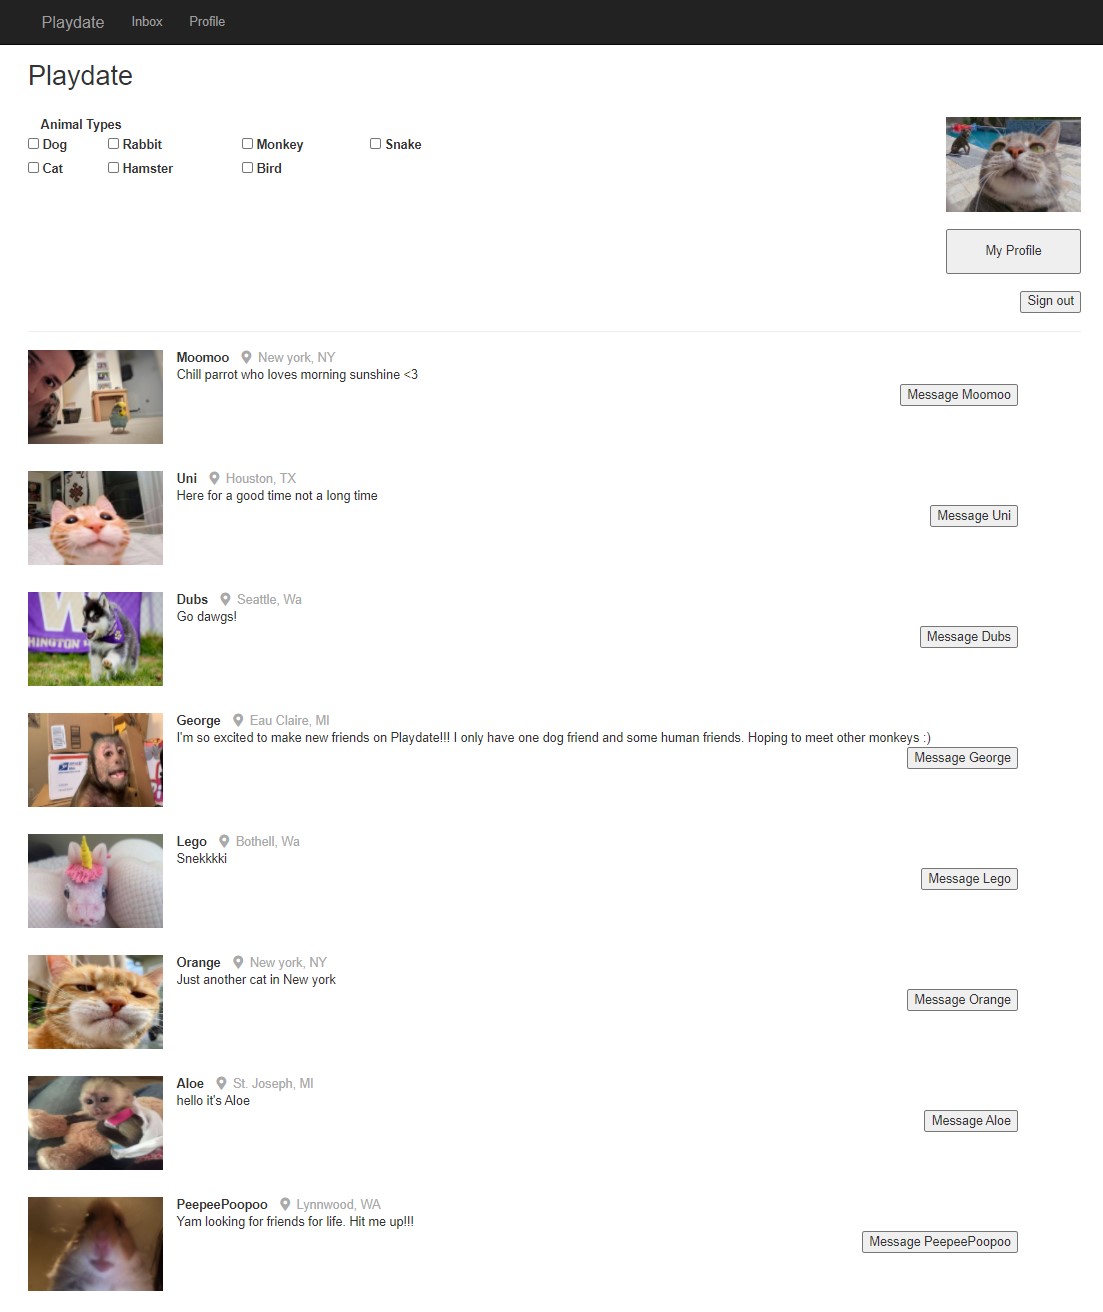 Playdate Inbox Profile
Playdate
Animal Types
Dog Rabbit Monkey Snake
Cat Hamster Bird
My Profile
Sign out
Moomoo New york, NY
Chill parrot who loves morning sunshine <3
Message Moomoo
Uni Houston, TX
Here for a good time not a long time
Message Uni
Dubs Seattle, Wa
Go dawgs!
Message Dubs
George Eau Claire, MI
I'm so excited to make new friends on Playdate!!! I only have one dog friend and some human friends. Hoping to meet other monkeys :)
Message George
Lego Bothell, Wa
Snekkkki
Message Lego
Orange New york, NY
Just another cat in New york
Message Orange
Aloe St. Joseph, MI
hello it's Aloe
Message Aloe
PeepeePoopoo Lynnwood, WA
Yam looking for friends for life. Hit me up!!!
Message PeepeePoopoo